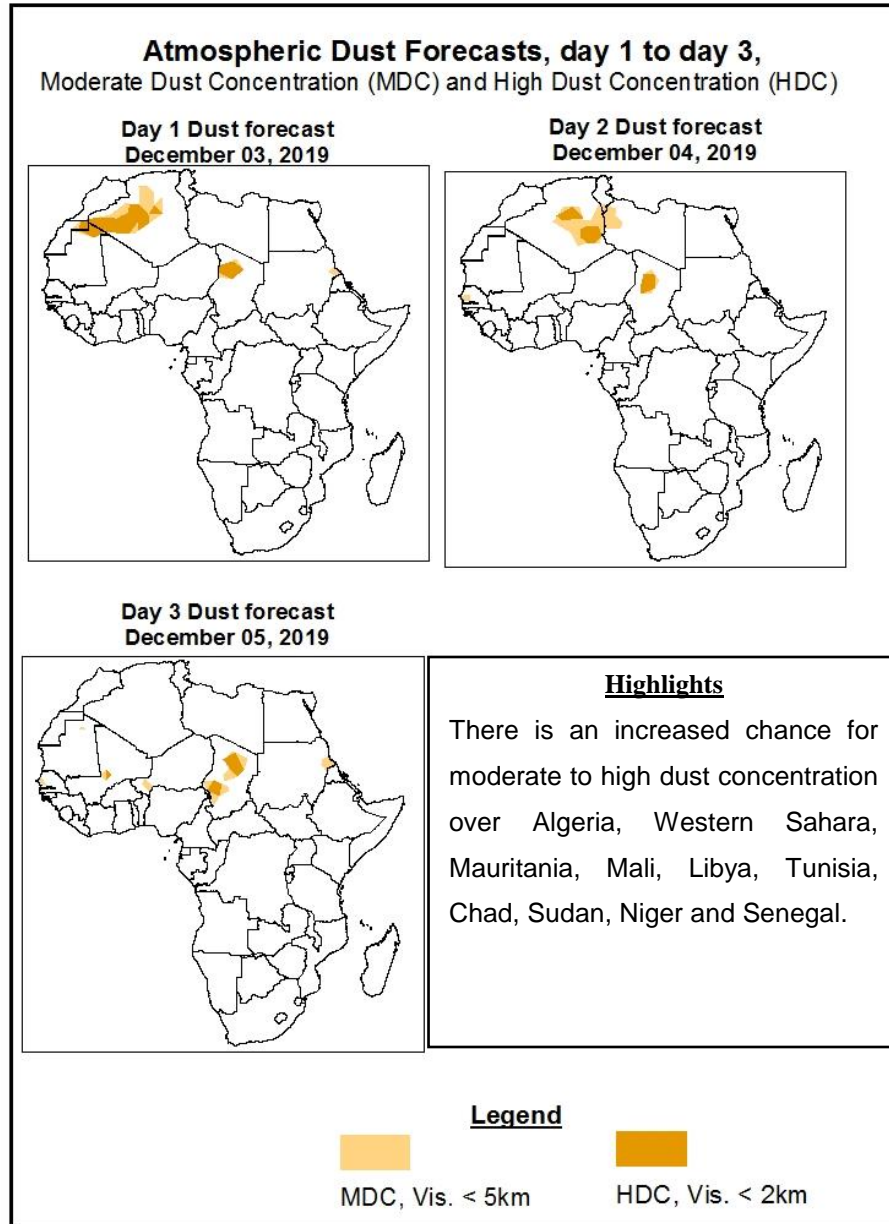 Atmospheric Dust Forecasts, day 1 to day 3,
Moderate Dust Concentration (MDC) and High Dust Concentration (HDC)
Day 1 Dust forecast
December 03, 2019
Day 2 Dust forecast
December 04, 2019
Day 3 Dust forecast
December 05, 2019
Highlights
There is an increased chance for
moderate to high dust concentration
over Algeria, Western Sahara,
Mauritania, Mali, Libya, Tunisia,
Chad, Sudan, Niger and Senegal.
Legend
MDC, Vis. < 5km
HDC, Vis. < 2km